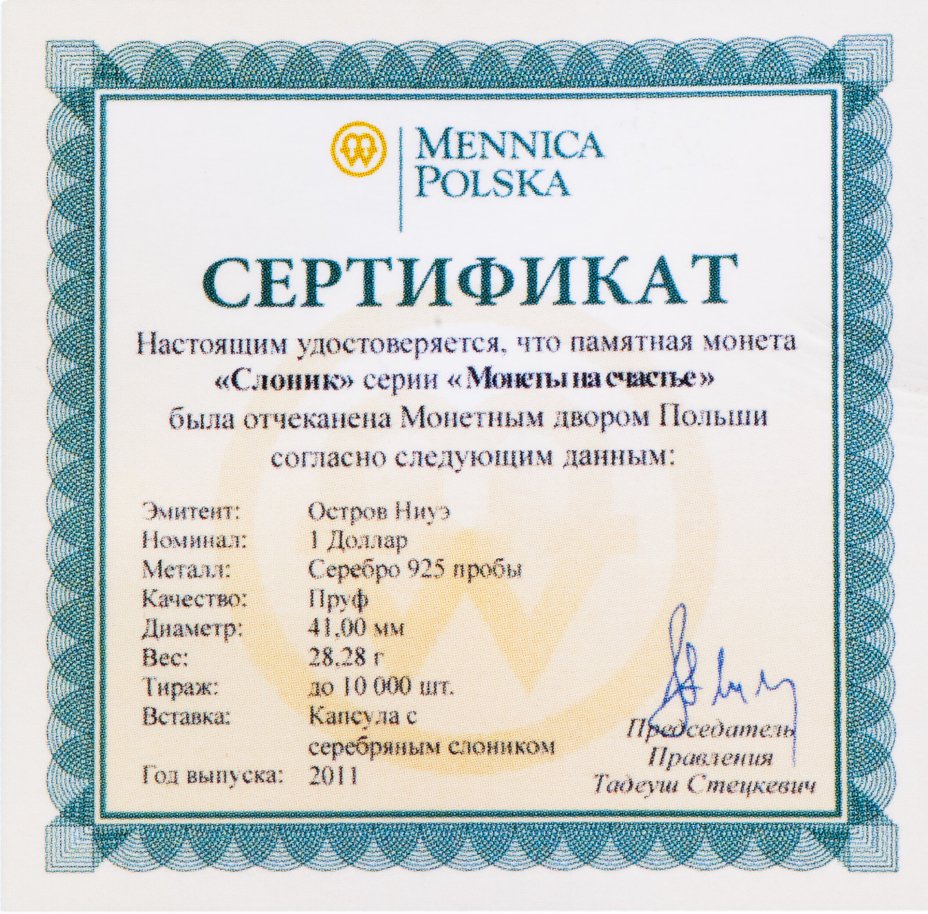 MENNICA
POLSKA
СЕРТИФИКАТ
Настоящим удостоверяется, что памятная монета
«Слоник» серии «Монеты на счастье»
была отчеканена Монетным двором Польши
согласно следующим данным:
Эмитент: Остров Ниуэ
Номинал: 1 Доллар
Металл: Серебро 925 пробы
Качество: Пруф
Диаметр: 41,00 мм
Вес: 28,28 г
Тираж: до 10 000 шт.
Вставка: Капсула с
серебряным слоником
Год выпуска: 2011
Председатель
Правления
Тадеуш Стецкевич